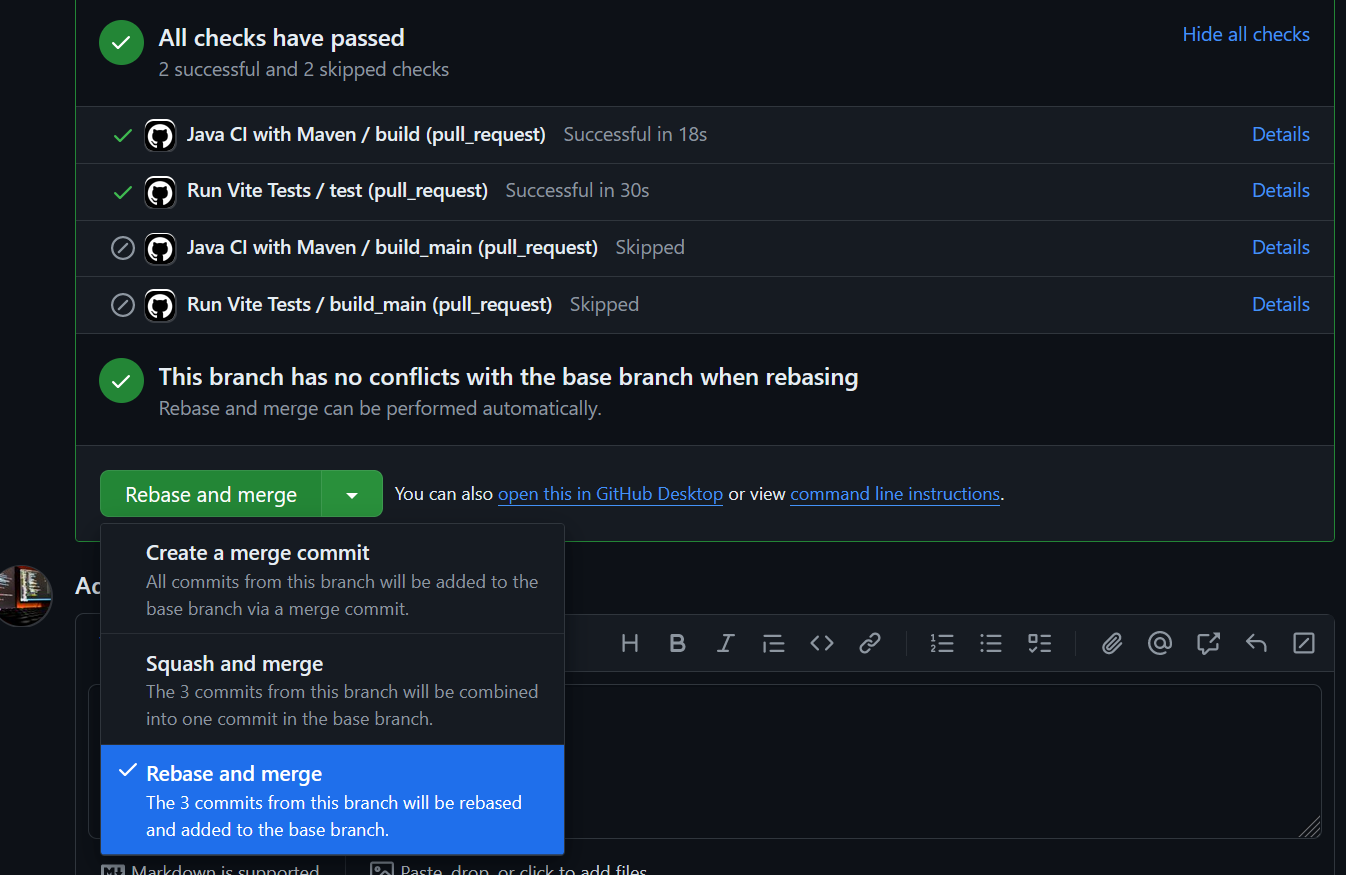 All checks have passed
Hide all checks
2 successful and 2 skipped checks
Java CI with Maven / build (pull_request) Successful in 18s Details
Run Vite Tests / test (pull_request) Successful in 30s Details
Java CI with Maven / build_main (pull_request) Skipped Details
Run Vite Tests / build_main (pull_request) Skipped Details
This branch has no conflicts with the base branch when rebasing
Rebase and merge can be performed automatically.
Rebase and merge You can also open this in GitHub Desktop or view command line instructions.
Create a merge commit
All commits from this branch will be added to the
base branch via a merge commit.
Squash and merge
The 3 commits from this branch will be combined
into one commit in the base branch.
Rebase and merge
The 3 commits from this branch will be rebased
and added to the base branch.
Markdown is supported Paste, drop, or click to add files